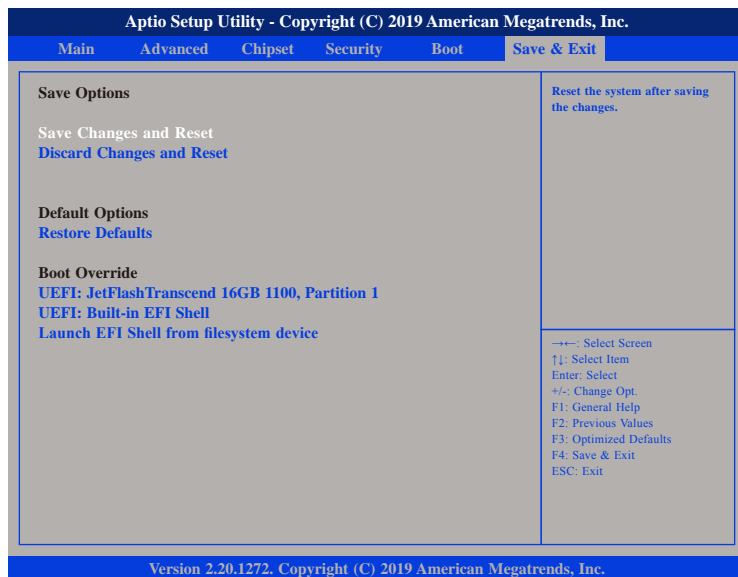 Aptio Setup Utility - Copyright (C) 2019 American Megatrends, Inc.
Main Advanced Chipset Security Boot Save & Exit
Save Options
Save Changes and Reset
Discard Changes and Reset
Default Options
Restore Defaults
Boot Override
UEFI: JetFlashTranscend 16GB 1100, Partition 1
UEFI: Built-in EFI Shell
Launch EFI Shell from filesystem device
Reset the system after saving
the changes.
→←: Select Screen
↑↓: Select Item
Enter: Select
+/-: Change Opt.
F1: General Help
F2: Previous Values
F3: Optimized Defaults
F4: Save & Exit
ESC: Exit
Version 2.20.1272. Copyright (C) 2019 American Megatrends, Inc.